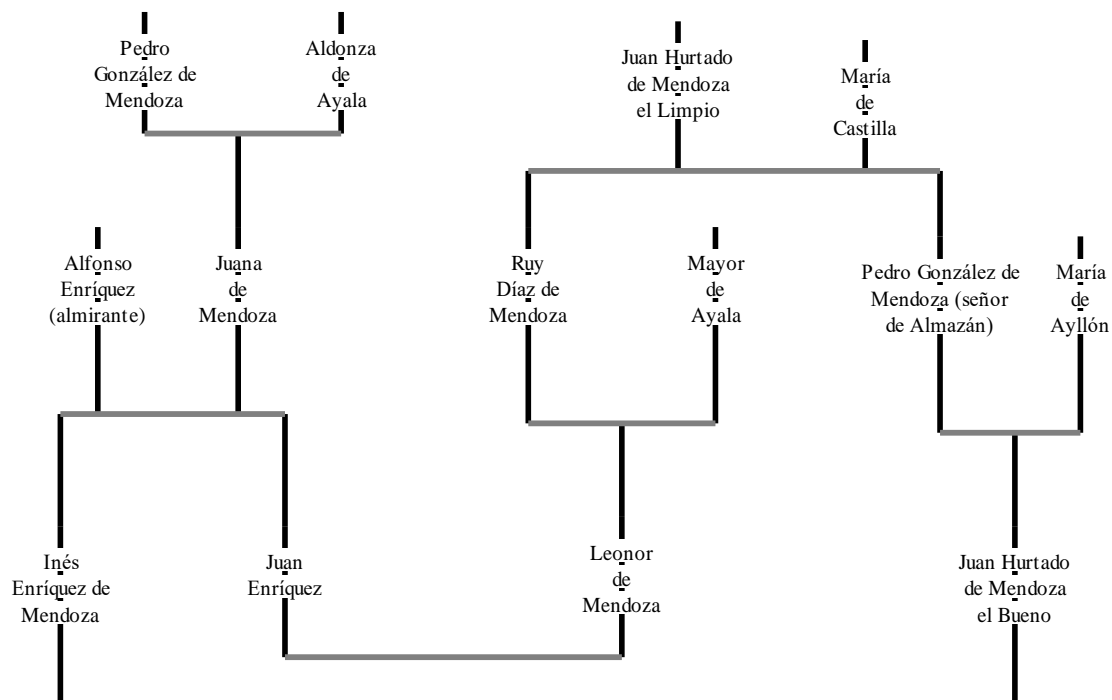 Pedro
González de
Mendoza
Aldonza
de
Ayala
Juan Hurtado
de Mendoza
el Limpio
María
de
Castilla
Alfonso
Enríquez
(almirante)
Juana
de
Mendoza
Ruy
Díaz de
Mendoza
Mayor
de
Ayala
Pedro González de
Mendoza (señor
de Almazán)
María
de
Ayllón
Inés
Enríquez de
Mendoza
Juan
Enríquez
Leonor
de
Mendoza
Juan Hurtado
de Mendoza
el Bueno